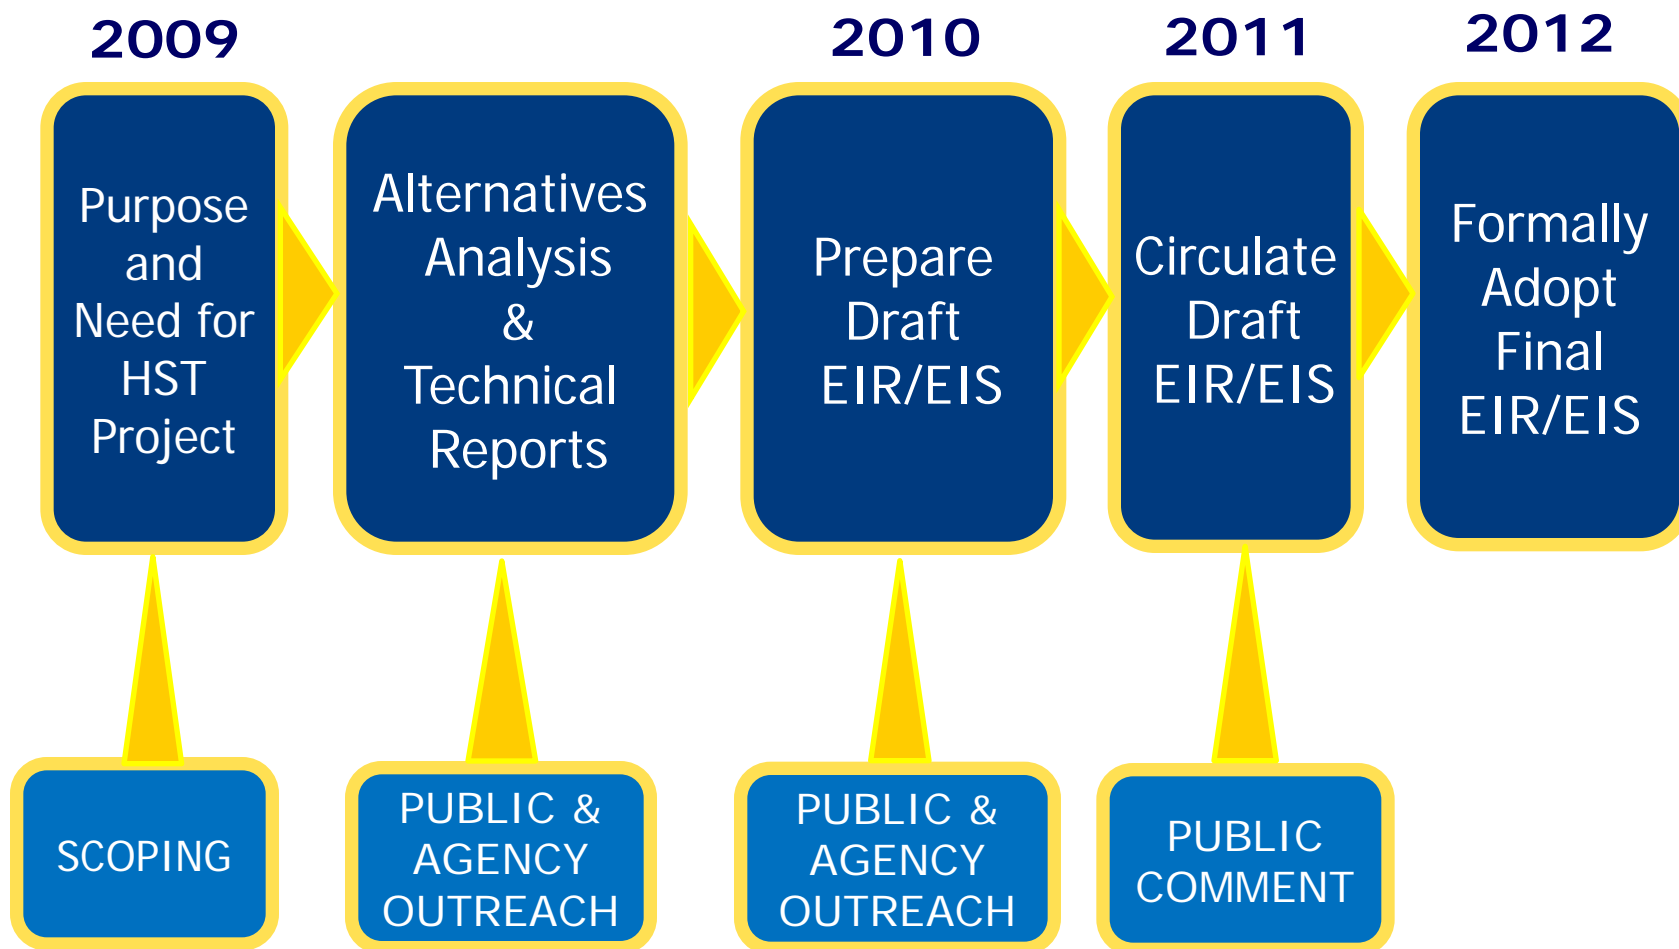 2009
2010
2011
2012
Purpose
and
Need for
HST
Project
Alternatives
Analysis
&
Technical
Reports
Prepare
Draft
EIR/EIS
Circulate
Draft
EIR/EIS
Formally
Adopt
Final
EIR/EIS
SCOPING
PUBLIC &
AGENCY
OUTREACH
PUBLIC &
AGENCY
OUTREACH
PUBLIC
COMMENT